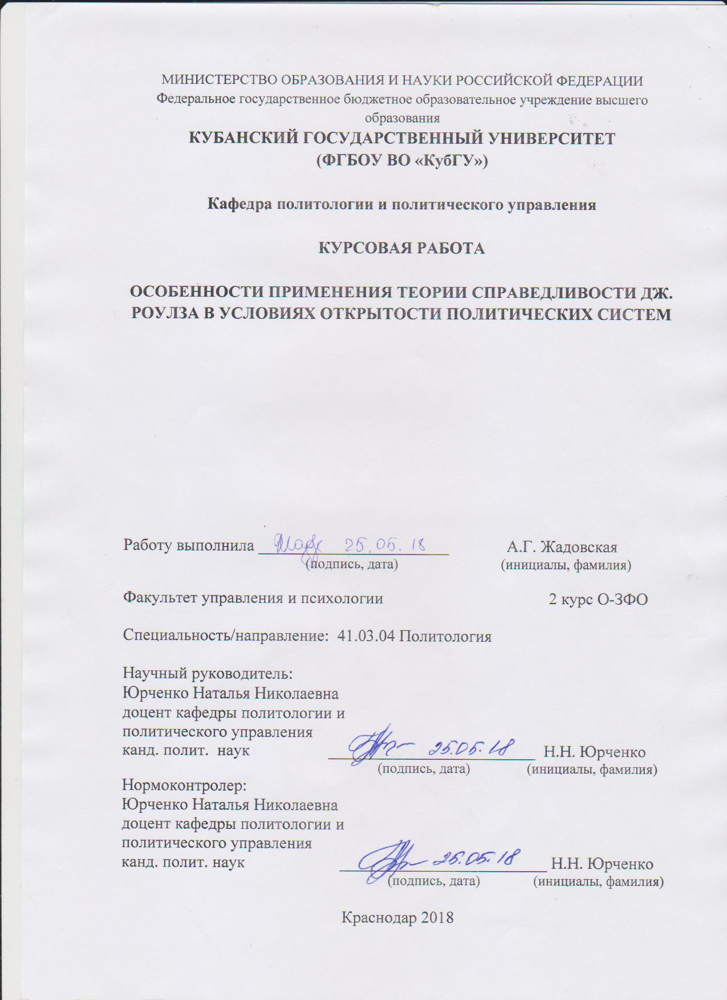 МИНИСТЕРСТВО ОБРАЗОВАНИЯ И НАУКИ РОССИЙСКОЙ ФЕДЕРАЦИИ
Федеральное государственное бюджетное образовательное учреждение высшего
образования
КУБАНСКИЙ ГОСУДАРСТВЕННЫЙ УНИВЕРСИТЕТ
(ФГБОУ ВО «КубГУ»)
Кафедра политологии и политического управления
КУРСОВАЯ РАБОТА
ОСОБЕННОСТИ ПРИМЕНЕНИЯ ТЕОРИИ СПРАВЕДЛИВОСТИ ДЖ.
РОУЛЗА В УСЛОВИЯХ ОТКРЫТОСТИ ПОЛИТИЧЕСКИХ СИСТЕМ
Работу выполнила 25.05.18 А.Г. Жадовская
(подпись, дата) (инициалы, фамилия)
Факультет управления и психологии 2 курс О-ЗФО
Специальность/направление: 41.03.04 Политология
Научный руководитель:
Юрченко Наталья Николаевна
доцент кафедры политологии и
политического управления
канд. полит. наук 25.05.18 Н.Н. Юрченко
(подпись, дата) (инициалы, фамилия)
Нормоконтролер:
Юрченко Наталья Николаевна
доцент кафедры политологии и
политического управления
канд. полит. наук 25.05.18 Н.Н. Юрченко
(подпись, дата) (инициалы, фамилия)
Краснодар 2018